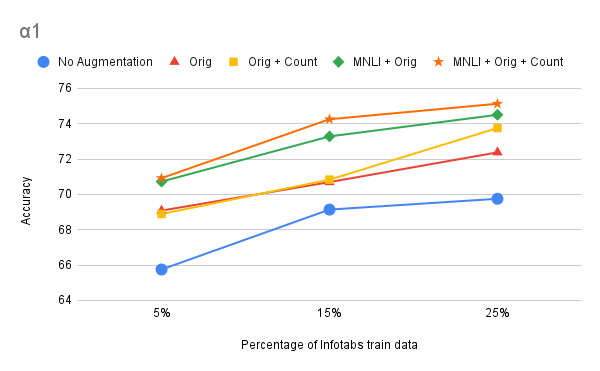 α1
No Augmentation Orig Orig + Count MNLI + Orig MNLI + Orig + Count
76
74
72
70
68
66
64
Accuracy
5% 15% 25%
Percentage of Infotabs train data